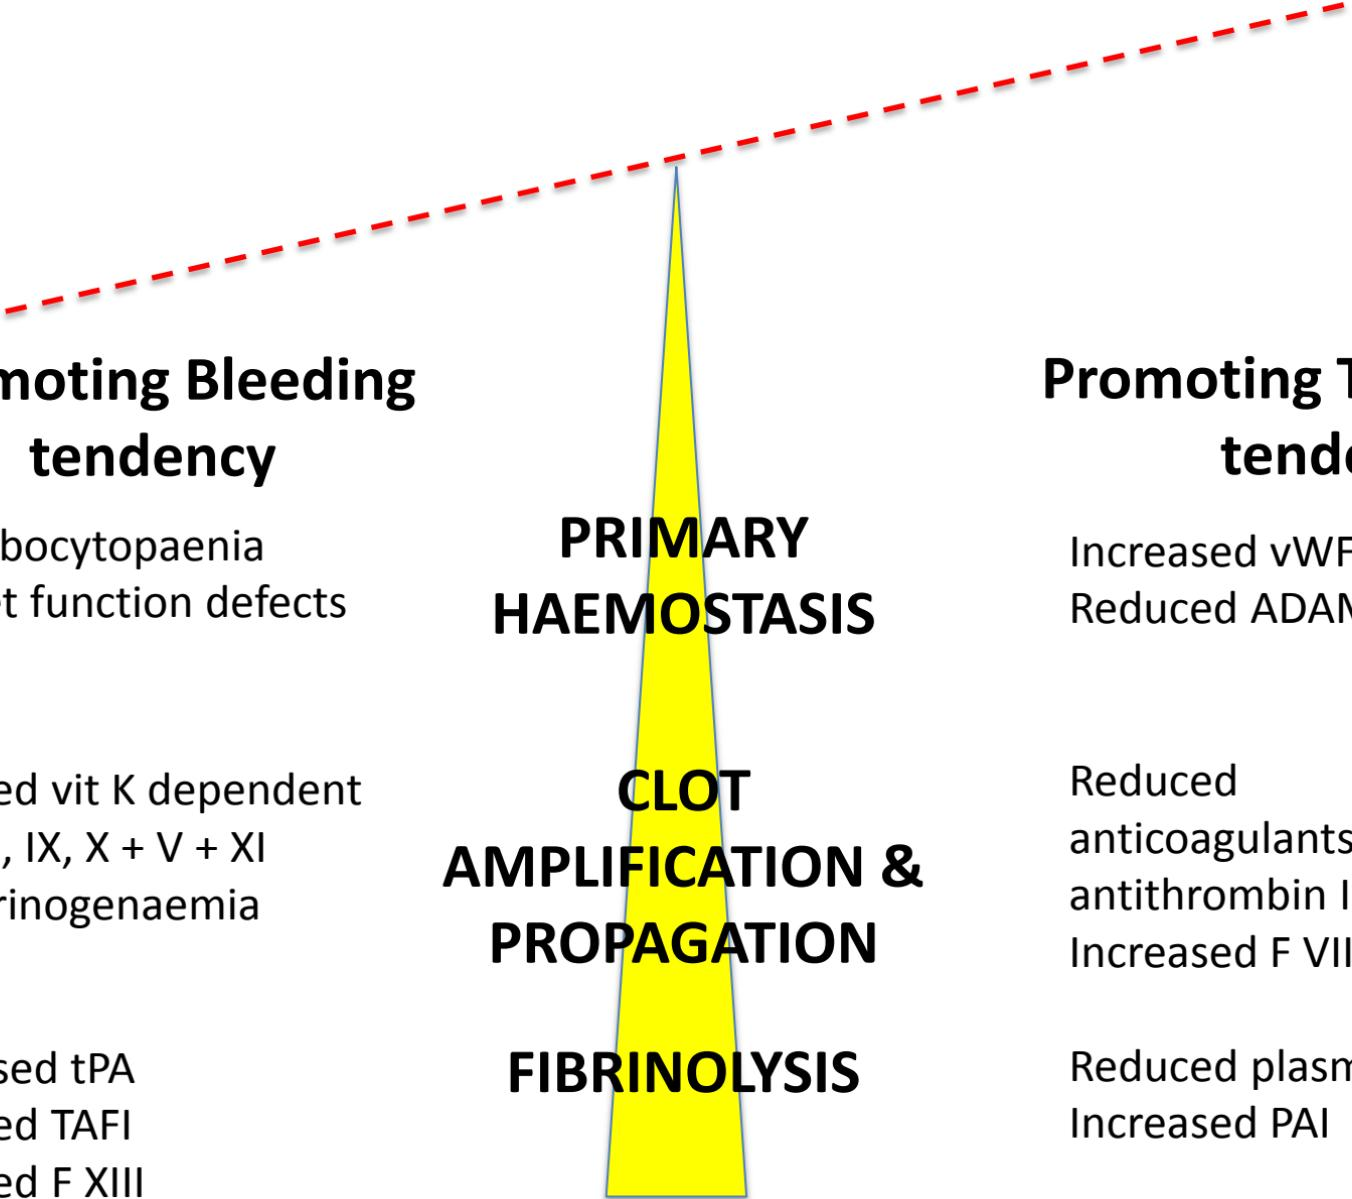 moting Bleeding
tendency
bocytopaenia
t function defects
ed vit K dependent
, IX, X + V + XI
rinogenaemia
sed tPA
ed TAFI
ed F XIII
PRIMARY
HAEMOSTASIS
CLOT
AMPLIFICATION &
PROPAGATION
FIBRINOLYSIS
Promoting T
tend
Increased vWF
Reduced ADAM
Reduced
anticoagulants
antithrombin I
Increased F VII
Reduced plasm
Increased PAI